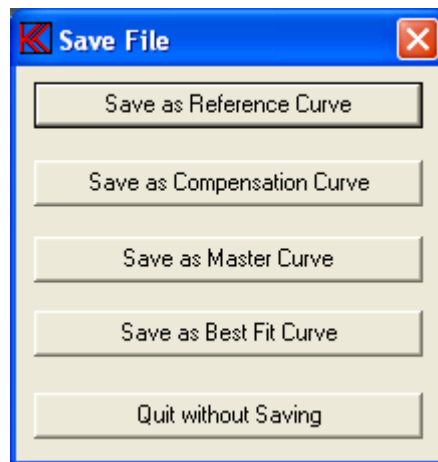 Save File
Save as Reference Curve
Save as Compensation Curve
Save as Master Curve
Save as Best Fit Curve
Quit without Saving